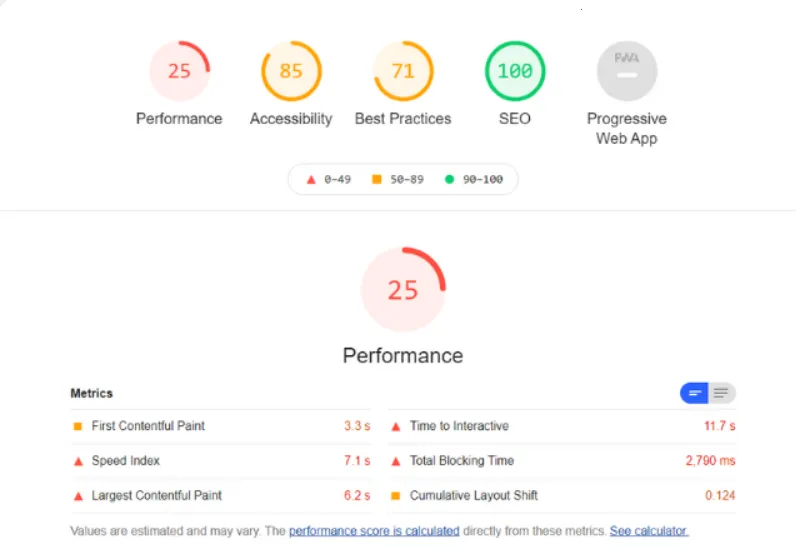 25 85 71 100 PWA
Performance Accessibility Best Practices SEO Progressive
Web App
0-49 50-89 90-100
25
Performance
Metrics
First Contentful Paint 3.3 s Time to Interactive 11.7 s
Speed Index 7.1 s Total Blocking Time 2,790 ms
Largest Contentful Paint 6.2 s Cumulative Layout Shift 0.124
Values are estimated and may vary. The performance score is calculated directly from these metrics. See calculator.